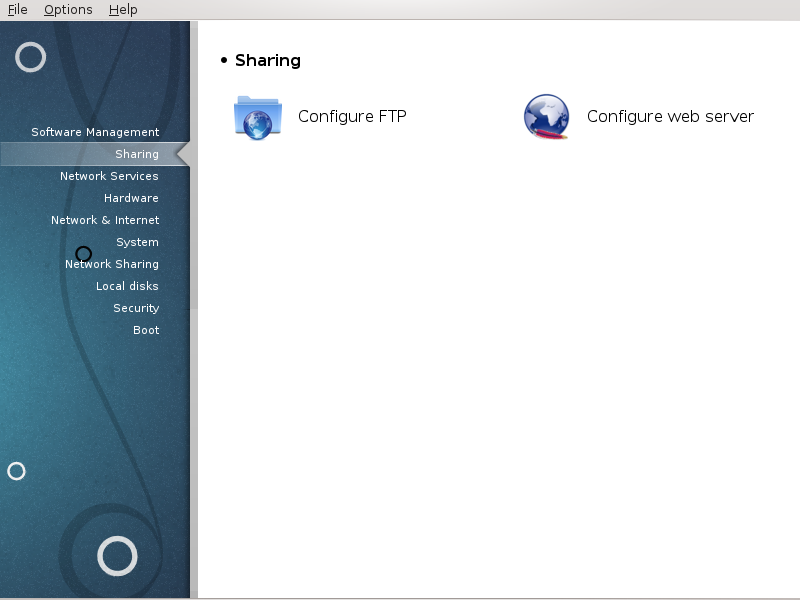 File Options Help
Sharing
Configure FTP
Configure web server
Software Management
Sharing
Network Services
Hardware
Network & Internet
System
Network Sharing
Local disks
Security
Boot